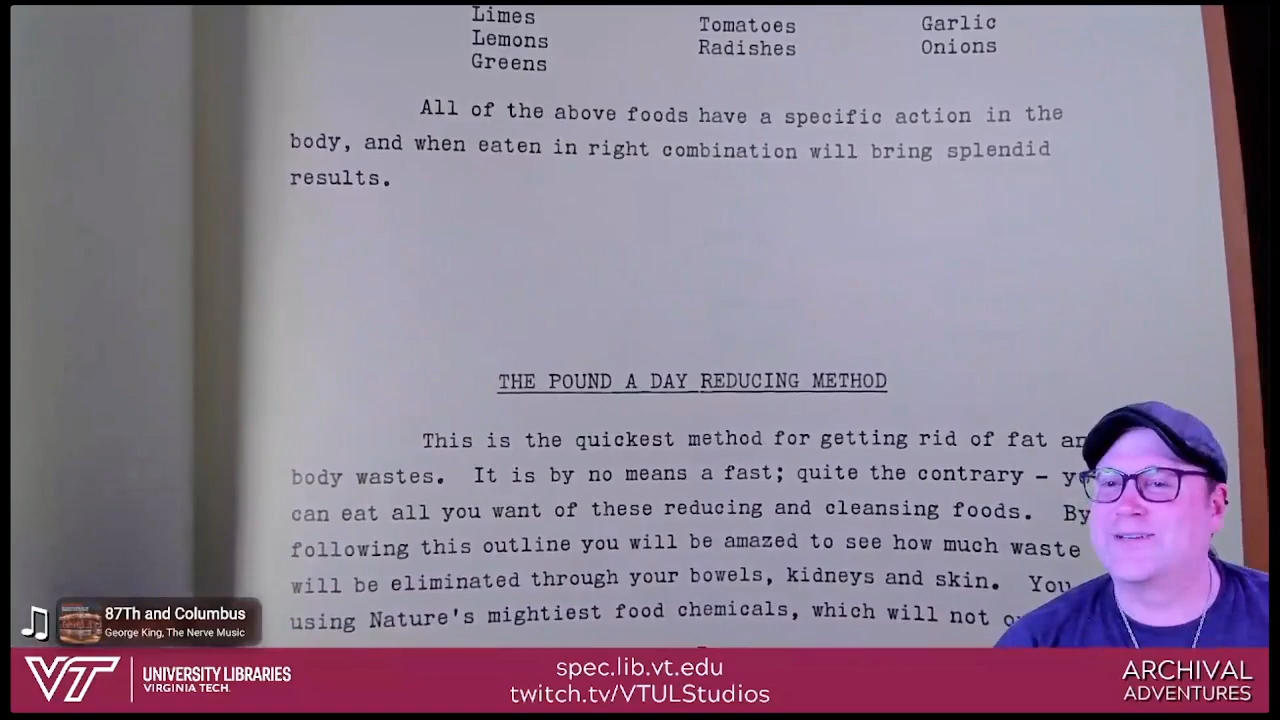 Limes
Lemons
Greens
Tomatoes
Radishes
Garlic
Onions
All of the above foods have a specific action in the
body, and when eaten in right combination will bring splendid
results.
THE POUND A DAY REDUCING METHOD
This is the quickest method for getting rid of fat
body wastes. It is by no means a fast; quite the contrary -
can eat all you want of these reducing and cleansing foods. By
following this outline you will be amazed to see how much waste
will be eliminated through your bowels, kidneys and skin. You
using Nature's mightiest food chemicals, which will not
87Th and Columbus
George King, The Nerve Music
VT UNIVERSITY LIBRARIES
VIRGINIA TECH.
spec.lib.vt.edu
twitch.tv/VTULStudios
ARCHIVAL
ADVENTURES